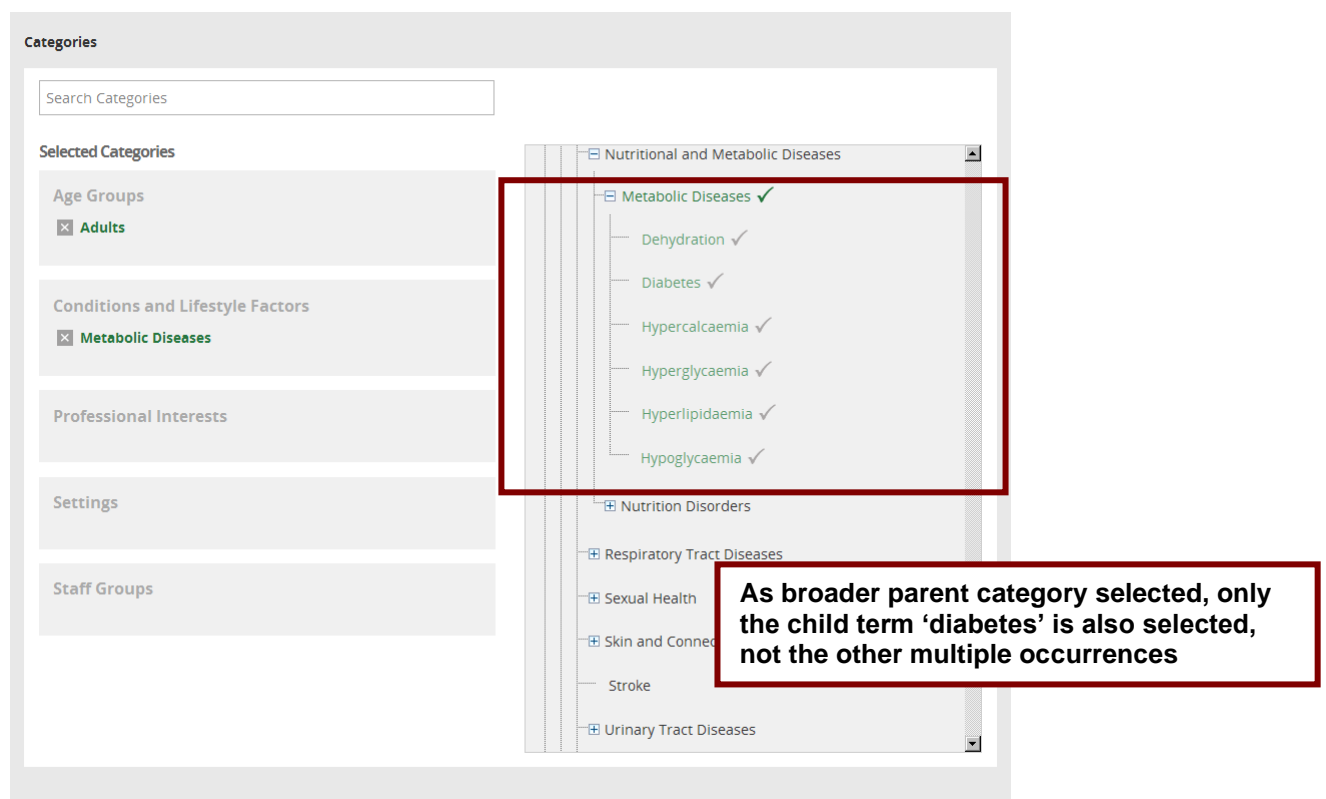 Categories
Search Categories
Selected Categories
Age Groups
Adults
Conditions and Lifestyle Factors
Metabolic Diseases
Professional Interests
Settings
Staff Groups
Nutritional and Metabolic Diseases
Metabolic Diseases
Dehydration
Diabetes
Hypercalcaemia
Hyperglycaemia
Hyperlipidaemia
Hypoglycaemia
Nutrition Disorders
Respiratory Tract Diseases
Sexual Health
Skin and Connec
Stroke
Urinary Tract Diseases
As broader parent category selected, only
the child term ‘diabetes’ is also selected,
not the other multiple occurrences